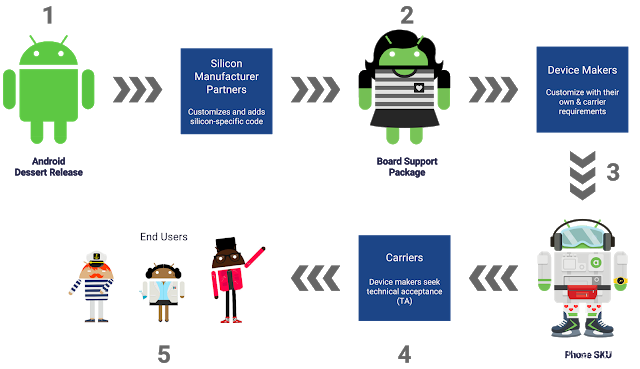 1
2
Silicon
Manufacturer
Partners
Customizes and adds
silicon-specific code
Device Makers
Customize with their
own & carrier
requirements
Android
Dessert Release
Board Support
Package
3
End Users
Carriers
Device makers seek
technical acceptance
(TA)
5
4
Phone SKU